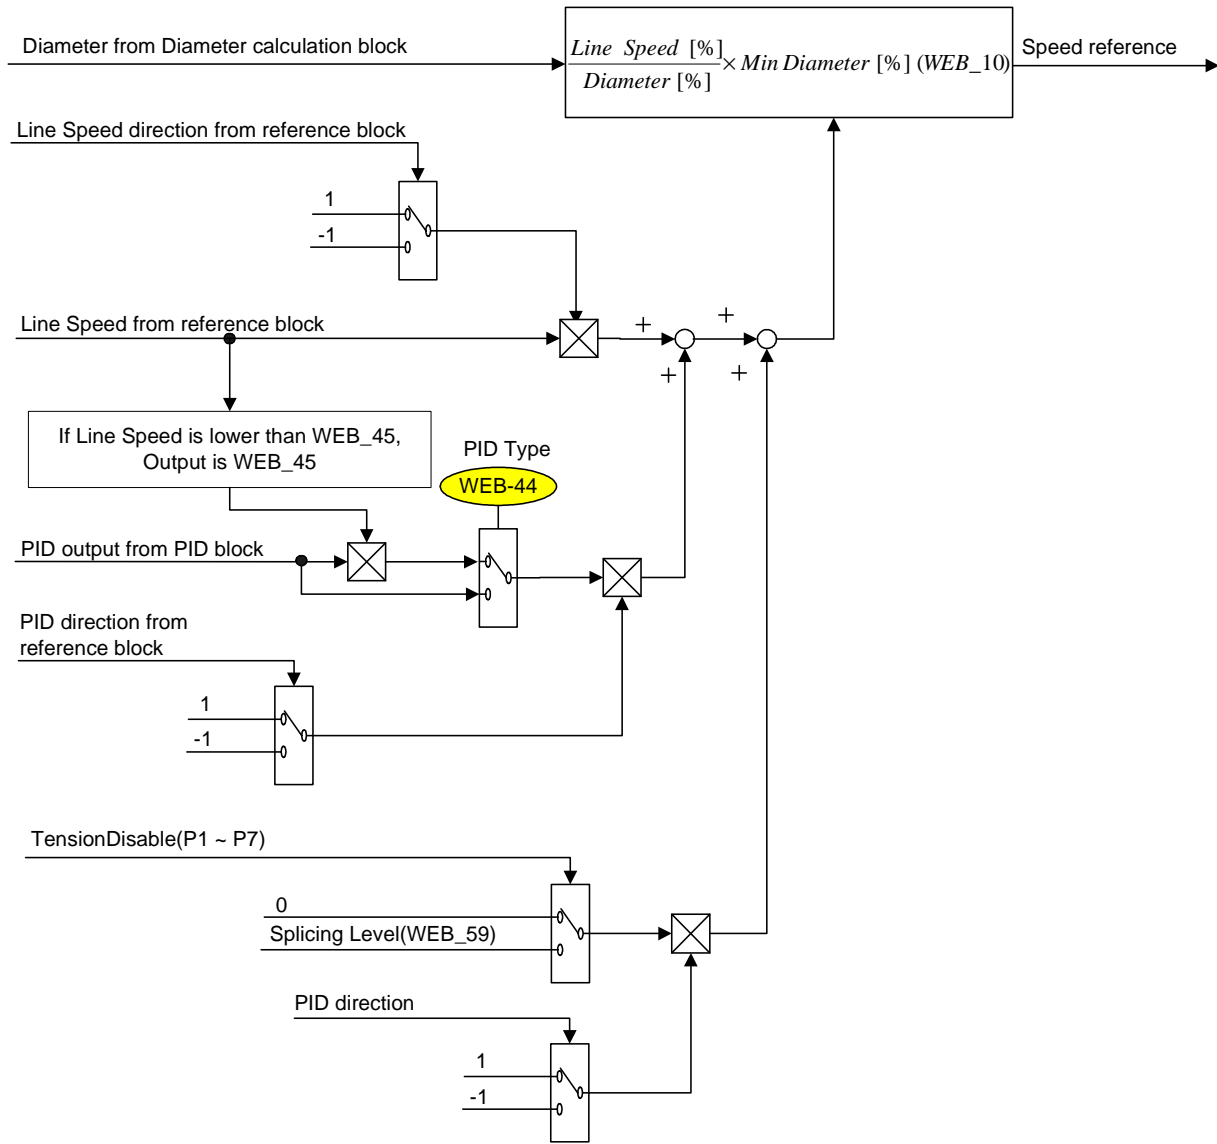 Diameter from Diameter calculation block
Line Speed [%]
Diameter [%]
× Min Diameter [%] (WEB_10)
Speed reference
Line Speed direction from reference block
1
-1
Line Speed from reference block
+
+
+
+
If Line Speed is lower than WEB_45,
Output is WEB_45
PID Type
WEB-44
PID output from PID block
PID direction from
reference block
1
-1
TensionDisable(P1 ~ P7)
0
Splicing Level(WEB_59)
PID direction
1
-1